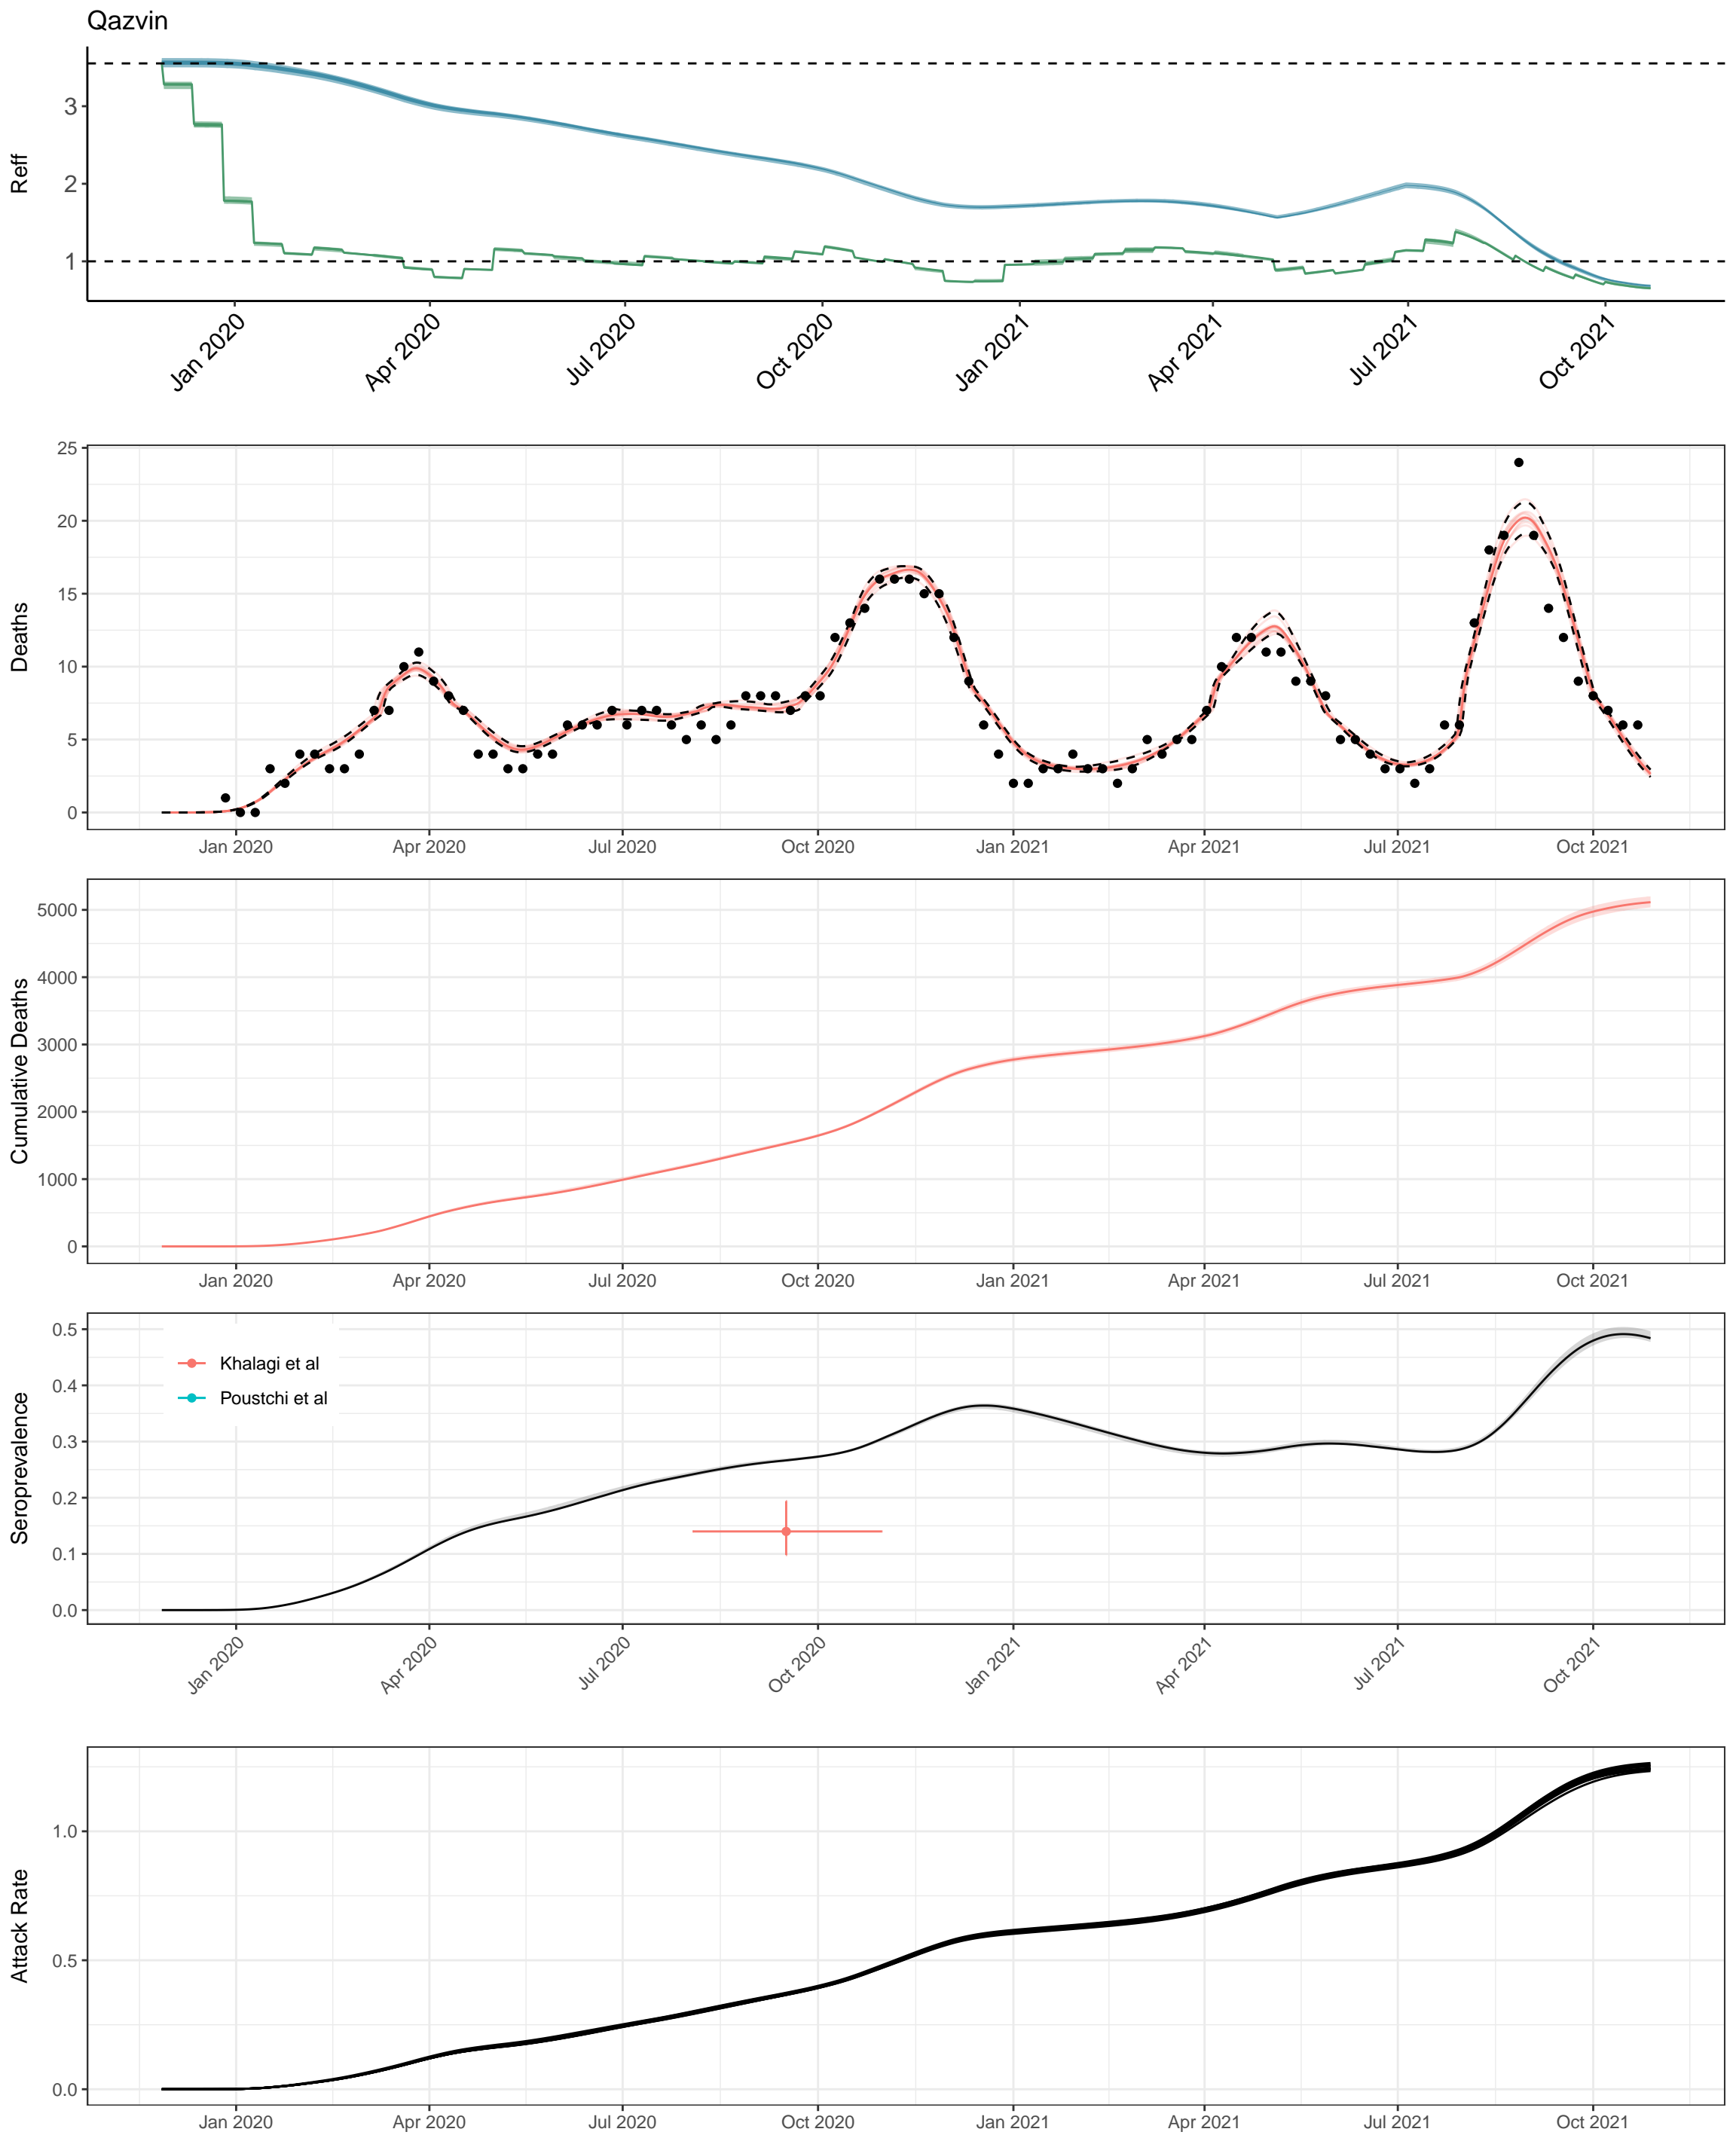 Qazvin
Reff
3
2
1
Jan 2020
Apr 2020
Jul 2020
Oct 2020
Jan 2021
Apr 2021
Jul 2021
Oct 2021
Deaths
25
20
15
10
5
0
Jan 2020
Apr 2020
Jul 2020
Oct 2020
Jan 2021
Apr 2021
Jul 2021
Oct 2021
Cumulative Deaths
5000
4000
3000
2000
1000
0
Jan 2020
Apr 2020
Jul 2020
Oct 2020
Jan 2021
Apr 2021
Jul 2021
Oct 2021
Seroprevalence
0.5
0.4
0.3
0.2
0.1
0.0
Khalagi et al
Poustchi et al
Jan 2020
Apr 2020
Jul 2020
Oct 2020
Jan 2021
Apr 2021
Jul 2021
Oct 2021
Attack Rate
1.0
0.5
0.0
Jan 2020
Apr 2020
Jul 2020
Oct 2020
Jan 2021
Apr 2021
Jul 2021
Oct 2021